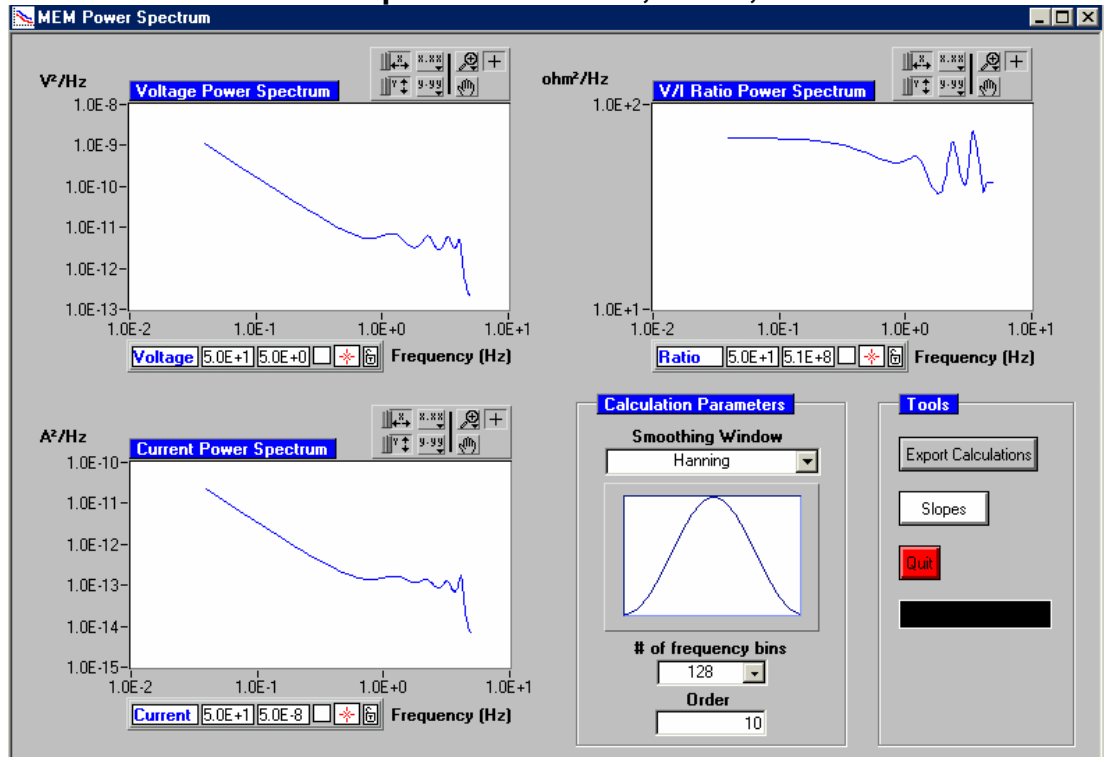 MEM Power Spectrum
V²/Hz
Voltage Power Spectrum
X.XX
Y.YY
1.0E-8
1.0E-9
1.0E-10
1.0E-11
1.0E-12
1.0E-13
1.0E-2 1.0E-1 1.0E+0 1.0E+1
Voltage 5.0E+1 5.0E+0 Frequency (Hz)
ohm²/Hz
V/I Ratio Power Spectrum
X.XX
Y.YY
1.0E+2
1.0E+1
1.0E-2 1.0E-1 1.0E+0 1.0E+1
Ratio 5.0E+1 5.1E+8 Frequency (Hz)
A²/Hz
Current Power Spectrum
X.XX
Y.YY
1.0E-10
1.0E-11
1.0E-12
1.0E-13
1.0E-14
1.0E-15
1.0E-2 1.0E-1 1.0E+0 1.0E+1
Current 5.0E+1 5.0E-8 Frequency (Hz)
Calculation Parameters
Smoothing Window
Hanning
# of frequency bins
128
Order
10
Tools
Export Calculations
Slopes
Quit